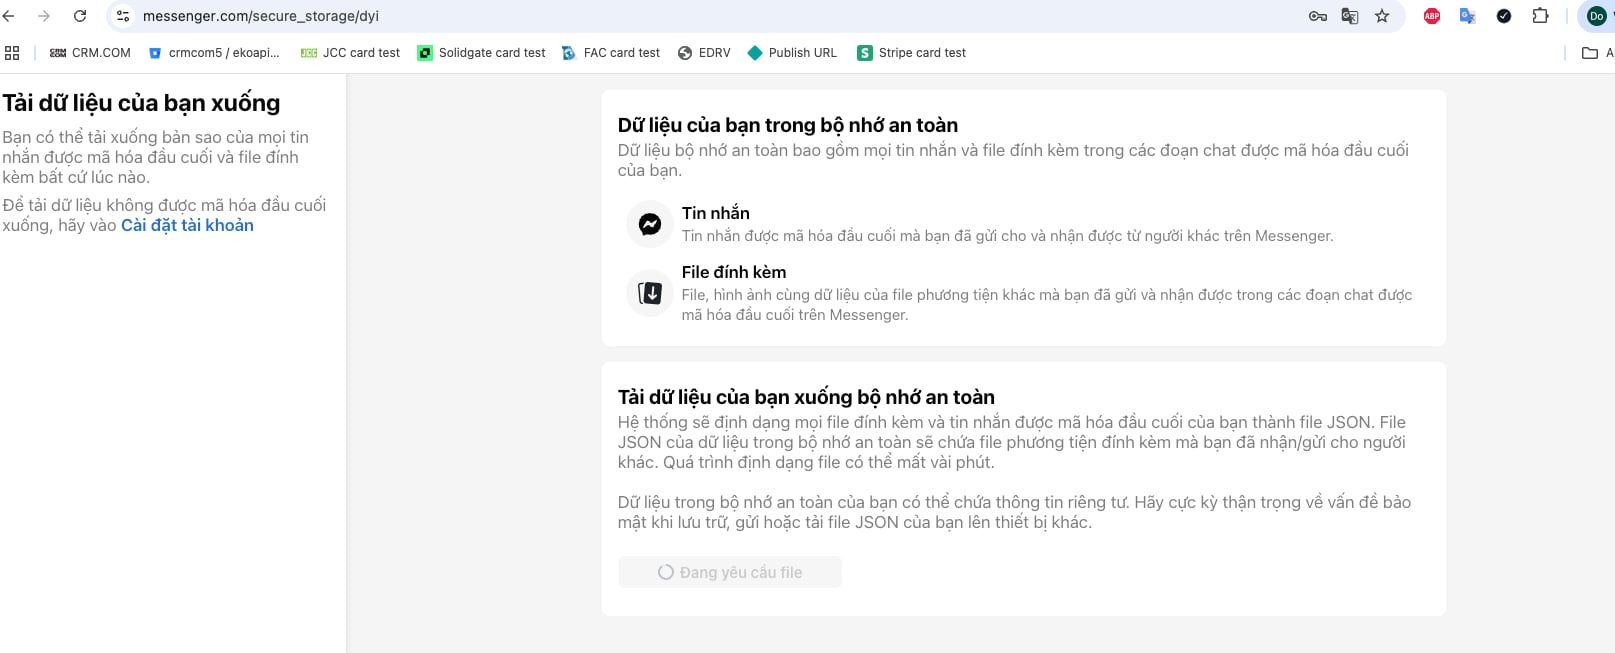 messenger.com/secure_storage/dyi
ABP
Do
CRM.COM
crmcom5 / ekoapi...
JCC
JCC card test
Solidgate card test
FAC card test
EDRV
Publish URL
S
Stripe card test
A
Tải dữ liệu của bạn xuống
Bạn có thể tải xuống bản sao của mọi tin
nhắn được mã hóa đầu cuối và file đính
kèm bất cứ lúc nào.
Để tải dữ liệu không được mã hóa đầu cuối
xuống, hãy vào Cài đặt tài khoản
Dữ liệu của bạn trong bộ nhớ an toàn
Dữ liệu bộ nhớ an toàn bao gồm mọi tin nhắn và file đính kèm trong các đoạn chat được mã hóa đầu cuối
của bạn.
Tin nhắn
Tin nhắn được mã hóa đầu cuối mà bạn đã gửi cho và nhận được từ người khác trên Messenger.
File đính kèm
File, hình ảnh cùng dữ liệu của file phương tiện khác mà bạn đã gửi và nhận được trong các đoạn chat được
mã hóa đầu cuối trên Messenger.
Tải dữ liệu của bạn xuống bộ nhớ an toàn
Hệ thống sẽ định dạng mọi file đính kèm và tin nhắn được mã hóa đầu cuối của bạn thành file JSON. File
JSON của dữ liệu trong bộ nhớ an toàn sẽ chứa file phương tiện đính kèm mà bạn đã nhận/gửi cho người
khác. Quá trình định dạng file có thể mất vài phút.
Dữ liệu trong bộ nhớ an toàn của bạn có thể chứa thông tin riêng tư. Hãy cực kỳ thận trọng về vấn đề bảo
mật khi lưu trữ, gửi hoặc tải file JSON của bạn lên thiết bị khác.
Đang yêu cầu file